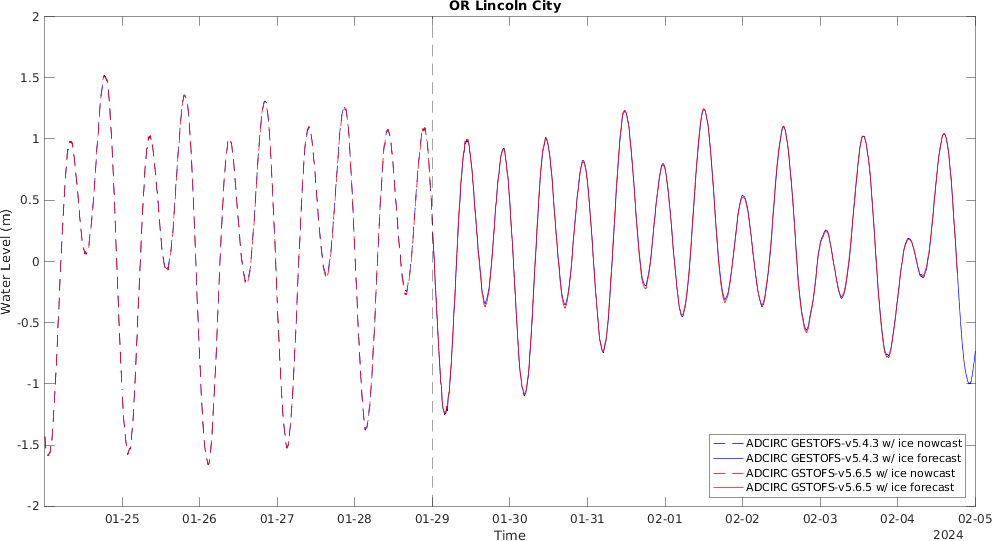 OR Lincoln City
2
1.5
1
0.5
0
-0.5
-1
-1.5
-2
Water Level (m)
01-25 01-26 01-27 01-28 01-29 01-30 01-31 02-01 02-02 02-03 02-04 02-05
Time
2024
ADCIRC GESTOFS-v5.4.3 w/ ice nowcast
ADCIRC GESTOFS-v5.4.3 w/ ice forecast
ADCIRC GSTOFS-v5.6.5 w/ ice nowcast
ADCIRC GSTOFS-v5.6.5 w/ ice forecast